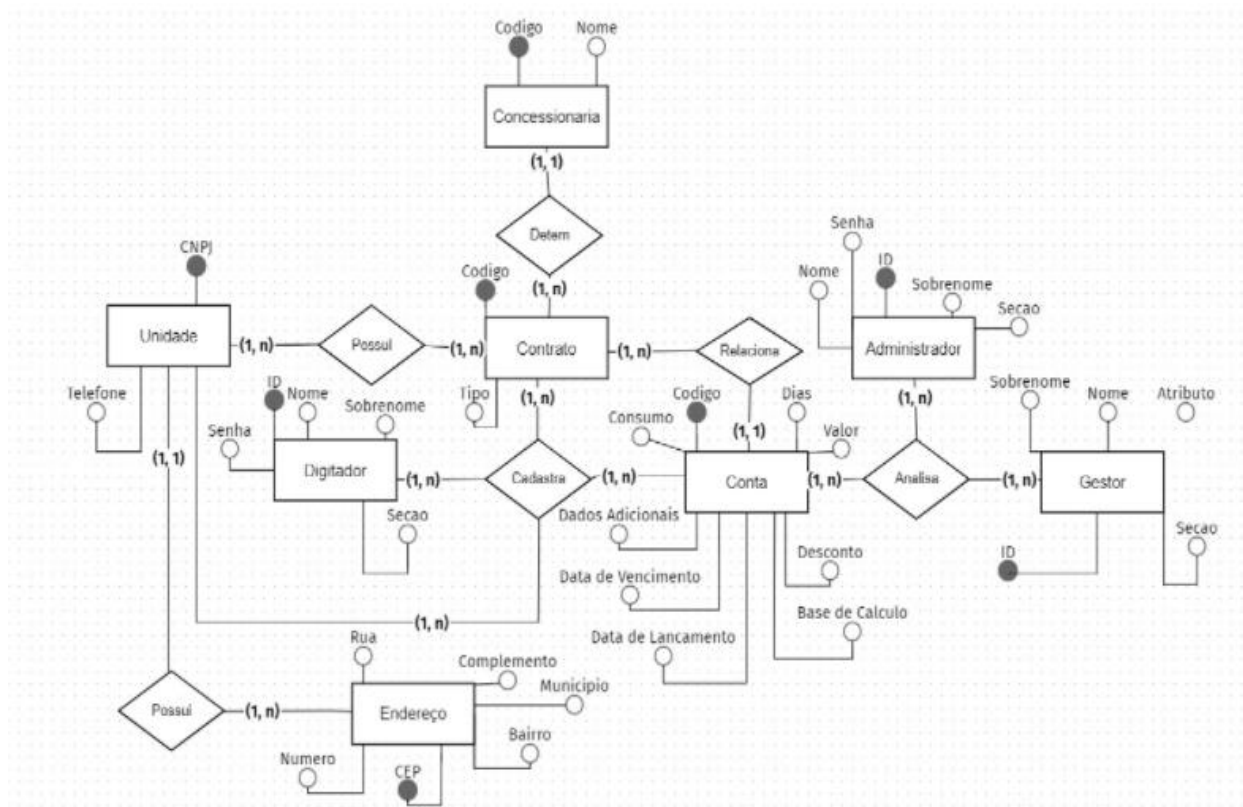 Codigo Nome
Concessionaria
(1, 1)
Detem
(1, n)
CNPJ
Codigo
Senha
ID
Nome
Sobrenome
Secao
Unidade
(1, n)
Possui
(1, n)
Contrato
(1, n)
Relaciona
Administrador
Telefone
ID
Nome
Sobrenome
Tipo
(1, n)
Codigo
Dias
(1, n)
Sobrenome
Nome
Atributo
Senha
Consumo
(1, 1)
Valor
(1, 1)
Digitador
(1, n)
Cadastra
(1, n)
Conta
(1, n)
Analisa
(1, n)
Gestor
Secao
Dados Adicionais
Secao
Desconto
ID
Data de Vencimento
(1, n)
Base de Calculo
Rua
Data de Lancamento
Complemento
Municipio
Possui
(1, n)
Endereço
Bairro
Numero
CEP